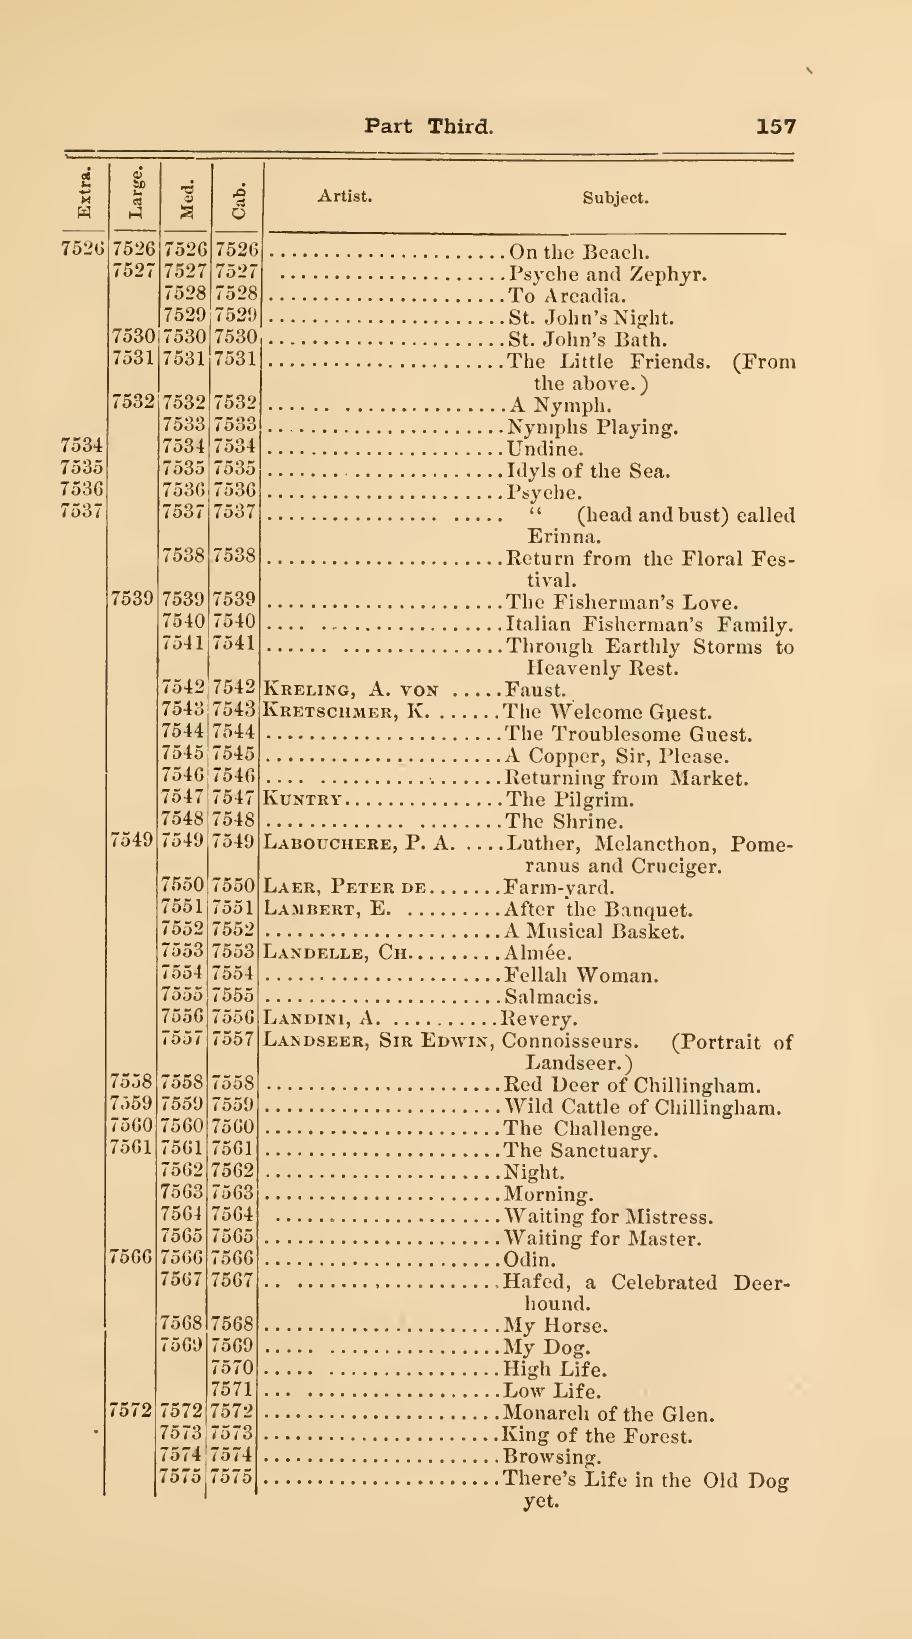 Part Third. 157
Extra. Large. Med. Cab. Artist. Subject.
7526 7526 7526 7526 ...................... On the Beach.
7527 7527 7527 ..................... Psyche and Zephyr.
7528 7528 ...................... To Arcadia.
7529 7529 ...................... St. John's Night.
7530 7530 7530 ...................... St. John's Bath.
7531 7531 7531 ...................... The Little Friends. (From
the above.)
7532 7532 7532 ...... ............... A Nymph.
7533 7533 ...................... Nymphs Playing.
7534 7534 7534 ...................... Undine.
7535 7535 7535 ...................... Idyls of the Sea.
7536 7536 7536 ...................... Psyche.
7537 7537 7537 ................ ..... “ (head and bust) called
Erinna.
7538 7538 ...................... Return from the Floral Fes-
tival.
7539 7539 7539 ...................... The Fisherman's Love.
7540 7540 .... ................ Italian Fisherman's Family.
7541 7541 ...... ............... Through Earthly Storms to
Heavenly Rest.
7542 7542 KRELING, A. VON ..... Faust.
7543 7543 KRETSCHMER, K. ....... The Welcome Guest.
7544 7544 ...................... The Troublesome Guest.
7545 7545 ...................... A Copper, Sir, Please.
7546 7546 .... ................. Returning from Market.
7547 7547 KUNTRY............... The Pilgrim.
7548 7548 ............. ........ The Shrine.
7549 7549 7549 LABOUCHERE, P. A. ..... Luther, Melancthon, Pome-
ranus and Cruciger.
7550 7550 LAER, PETER DE....... Farm-yard.
7551 7551 LAMBERT, E. ......... After the Banquet.
7552 7552 ...................... A Musical Basket.
7553 7553 LANDELLE, CH......... Almée.
7554 7554 ...................... Fellah Woman.
7555 7555 ...................... Salmacis.
7556 7556 LANDINI, A. .......... Revery.
7557 7557 LANDSEER, SIR EDWIN, Connoisseurs. (Portrait of
Landseer.)
7558 7558 7558 ...................... Red Deer of Chillingham.
7559 7559 7559 ...................... Wild Cattle of Chillingham.
7560 7560 7560 ...................... The Challenge.
7561 7561 7561 ...................... The Sanctuary.
7562 7562 ...................... Night.
7563 7563 ...................... Morning.
7564 7564 ..................... Waiting for Mistress.
7565 7565 ...................... Waiting for Master.
7566 7566 7566 ...................... Odin.
7567 7567 .. ................... Hafed, a Celebrated Deer-
hound.
7568 7568 ...................... My Horse.
7569 7569 ..... ................ My Dog.
7570 ..... ............... High Life.
7571 ... .................. Low Life.
7572 7572 7572 ...................... Monarch of the Glen.
7573 7573 ...................... King of the Forest.
7574 7574 ...................... Browsing.
7575 7575 ...................... There's Life in the Old Dog
yet.